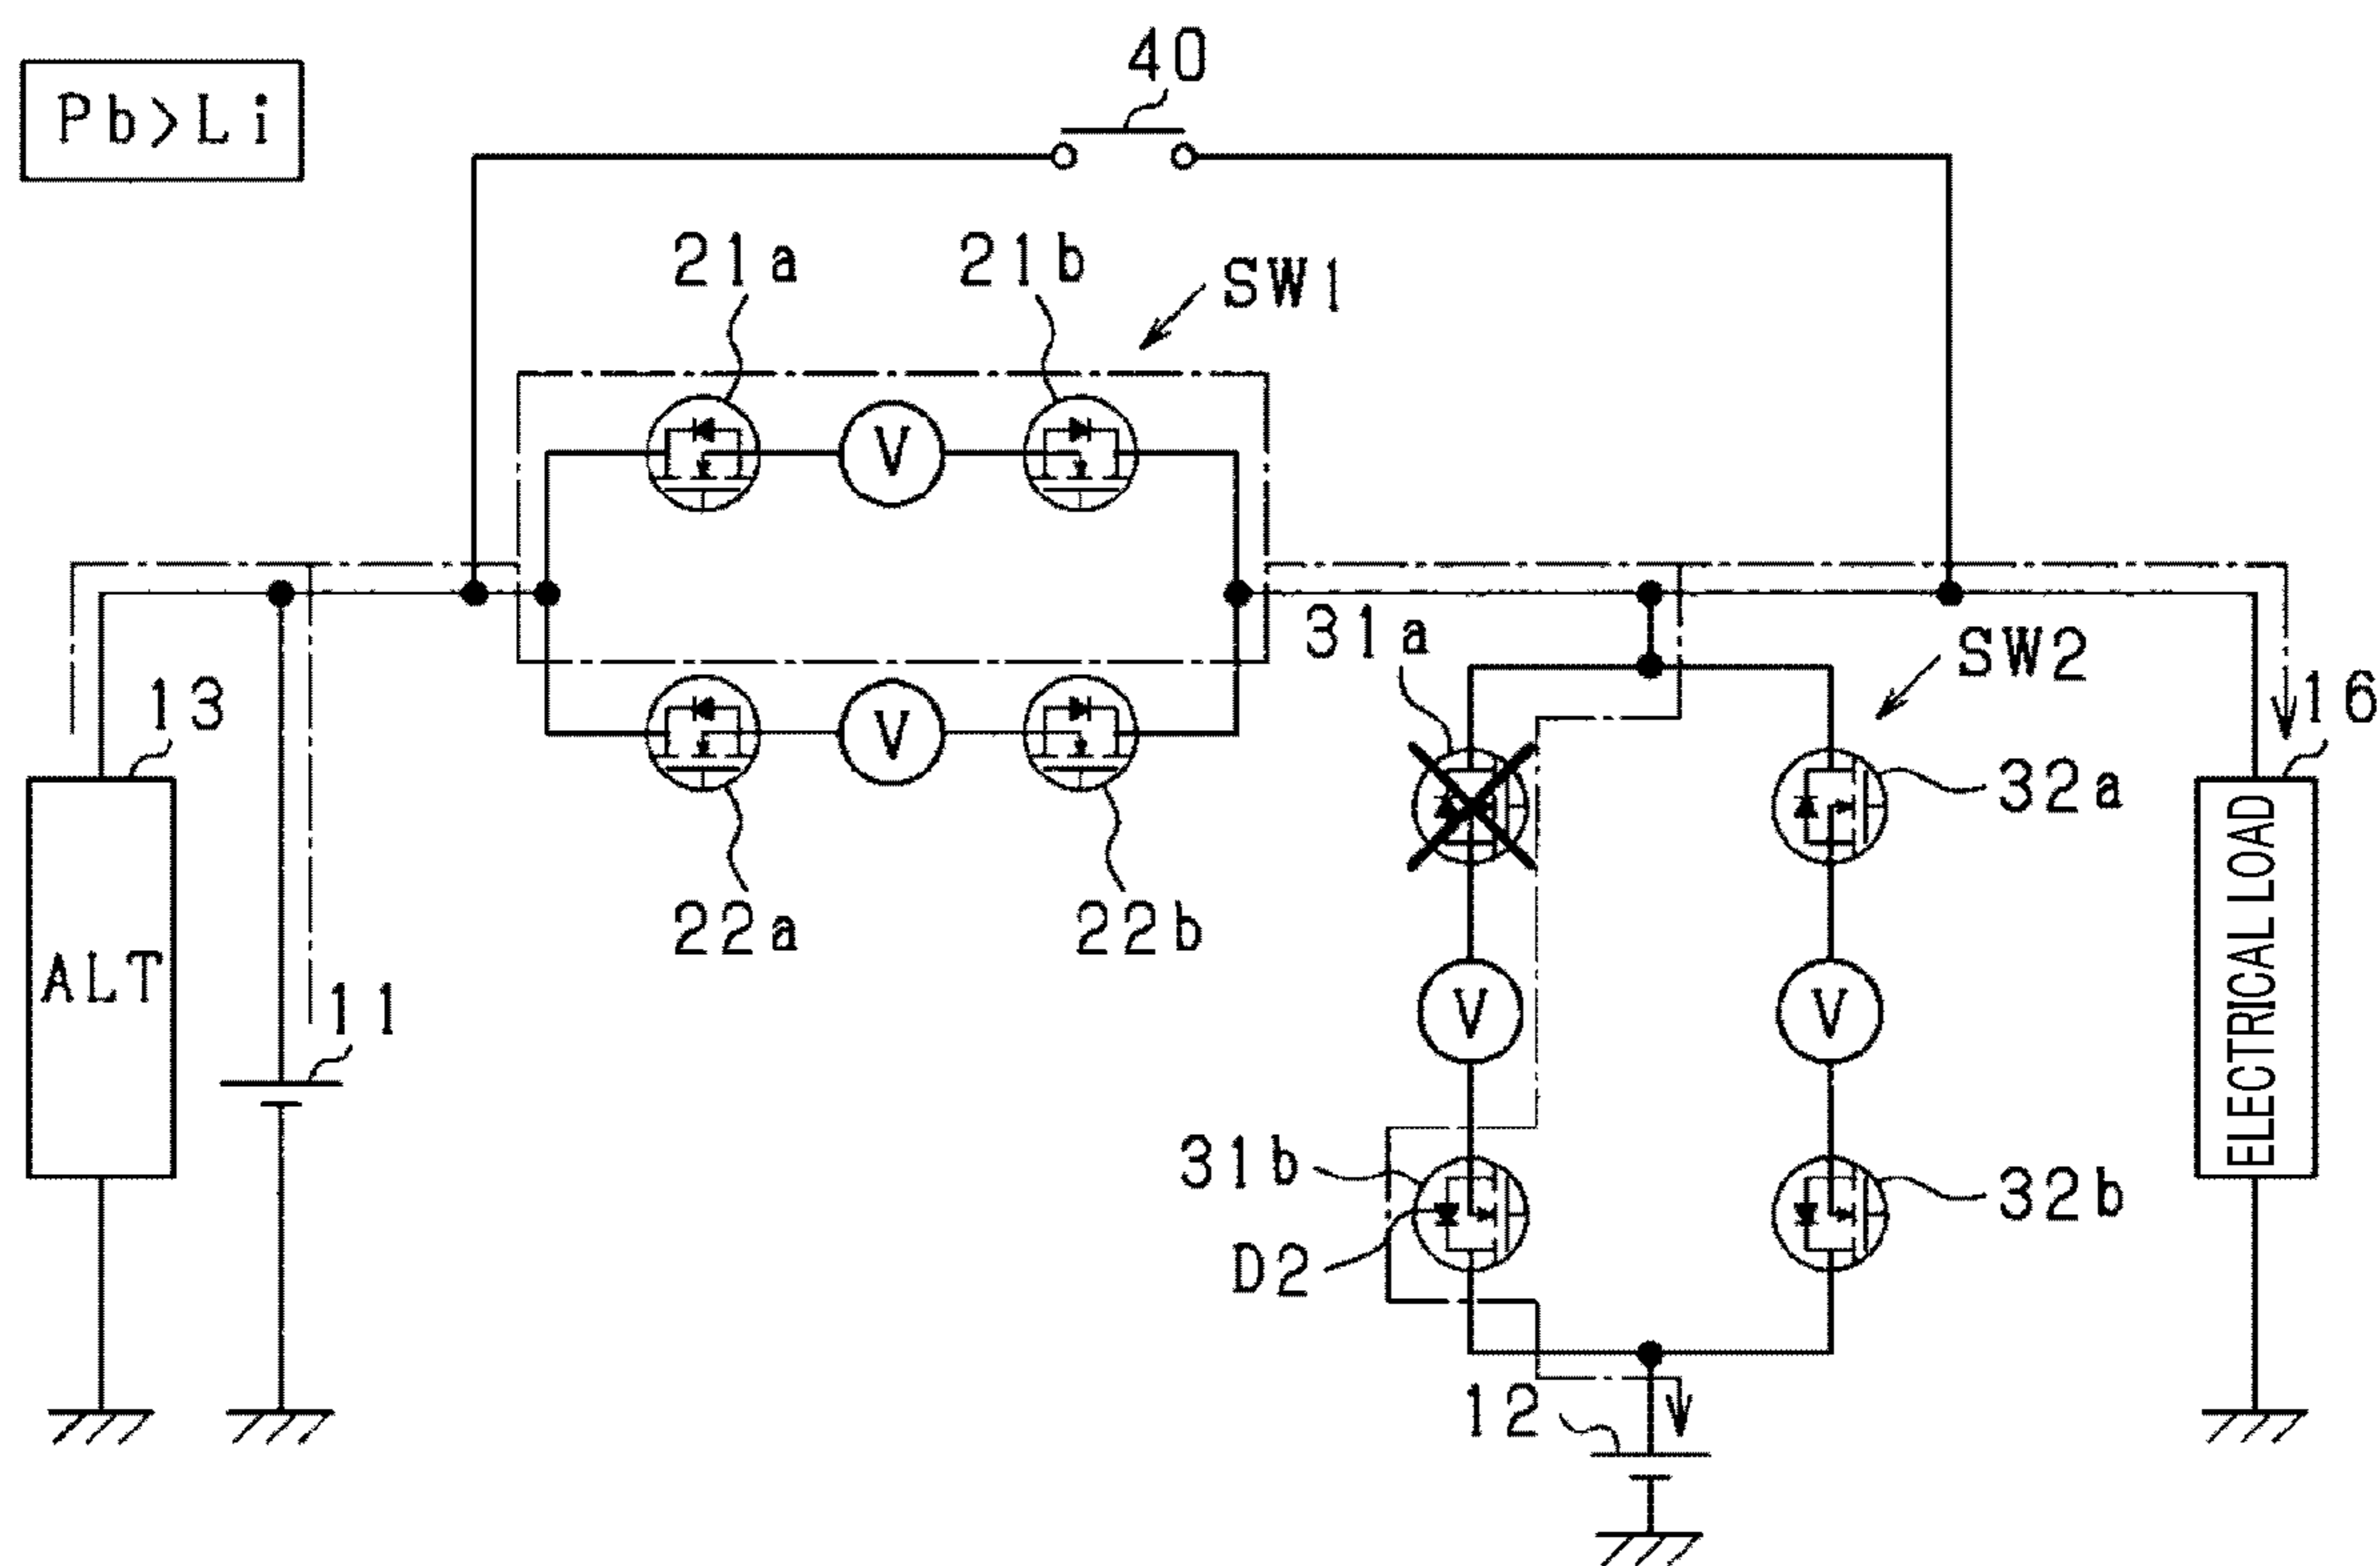 40
Pb>Li
21a
21b
SW1
V
31a
SW2
13
16
V
32a
22a
22b
ALT
11
V
V
ELECTRICAL LOAD
31b
32b
D2
12